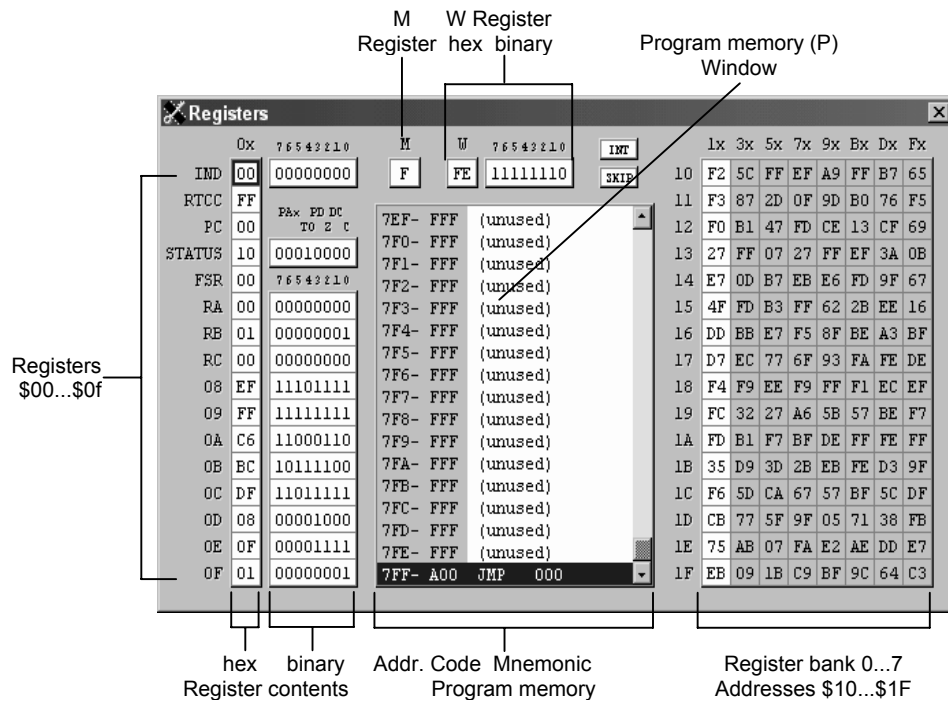 M W Register
Register hex binary
Program memory (P)
Window
Registers
0x 76543210 M W 76543210 INT 1x 3x 5x 7x 9x Bx Dx Fx
IND 00 00000000 F FE 11111110 SKIP 10 F2 5C FF EF A9 FF B7 65
RTCC FF 11 F3 87 2D 0F 9D B0 76 F5
PAx PD DC
TO Z C
PC 00 7EF- FFF (unused) 12 F0 B1 47 FD CE 13 CF 69
7F0- FFF (unused)
STATUS 10 00010000 7F1- FFF (unused) 13 27 FF 07 27 FF EF 3A 0B
FSR 00 76543210 7F2- FFF (unused) 14 E7 0D B7 EB E6 FD 9F 67
RA 00 00000000 7F3- FFF (unused) 15 4F FD B3 FF 62 2B EE 16
RB 01 00000001 7F4- FFF (unused) 16 DD BB E7 F5 8F BE A3 BF
RC 00 00000000 7F5- FFF (unused) 17 D7 EC 77 6F 93 FA FE DE
7F6- FFF (unused)
08 EF 11101111 7F7- FFF (unused) 18 F4 F9 EE F9 FF F1 EC EF
09 FF 11111111 7F8- FFF (unused) 19 FC 32 27 A6 5B 57 BE F7
0A C6 11000110 7F9- FFF (unused) 1A FD B1 F7 BF DE FF FE FF
0B BC 10111100 7FA- FFF (unused) 1B 35 D9 3D 2B EB FE D3 9F
0C DF 11011111 7FB- FFF (unused) 1C F6 5D CA 67 57 BF 5C DF
7FC- FFF (unused)
0D 08 00001000 7FD- FFF (unused) 1D CB 77 5F 9F 05 71 38 FB
0E 0F 00001111 7FE- FFF (unused) 1E 75 AB 07 FA E2 AE DD E7
0F 01 00000001 7FF- A00 JMP 000 1F EB 09 1B C9 BF 9C 64 C3
Registers
$00...$0f
hex binary
Register contents
Addr. Code Mnemonic
Program memory
Register bank 0...7
Addresses $10...$1F